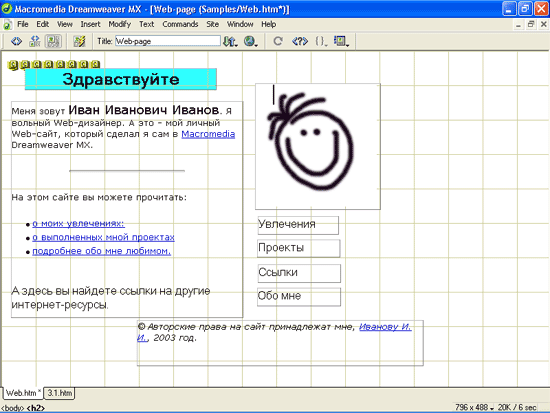 Macromedia Dreamweaver MX - [Web-page (Samples/Web.htm*)]
File Edit View Insert Modify Text Commands Site Window Help
Title: Web-page
Здравствуйте
Меня зовут Иван Иванович Иванов. Я
вольный Web-дизайнер. А это - мой личный
Web-сайт, который сделал я сам в Macromedia
Dreamweaver MX.
На этом сайте вы можете прочитать:
о моих увлечениях:
о выполненных мной проектах
подробнее обо мне любимом.
А здесь вы найдете ссылки на другие
интернет-ресурсы.
Увлечения
Проекты
Ссылки
Обо мне
© Авторские права на сайт принадлежат мне, Иванову И.
И., 2003 год.
Web.htm* 3.1.htm
<body> <h2> 796 x 488 20K / 6 sec